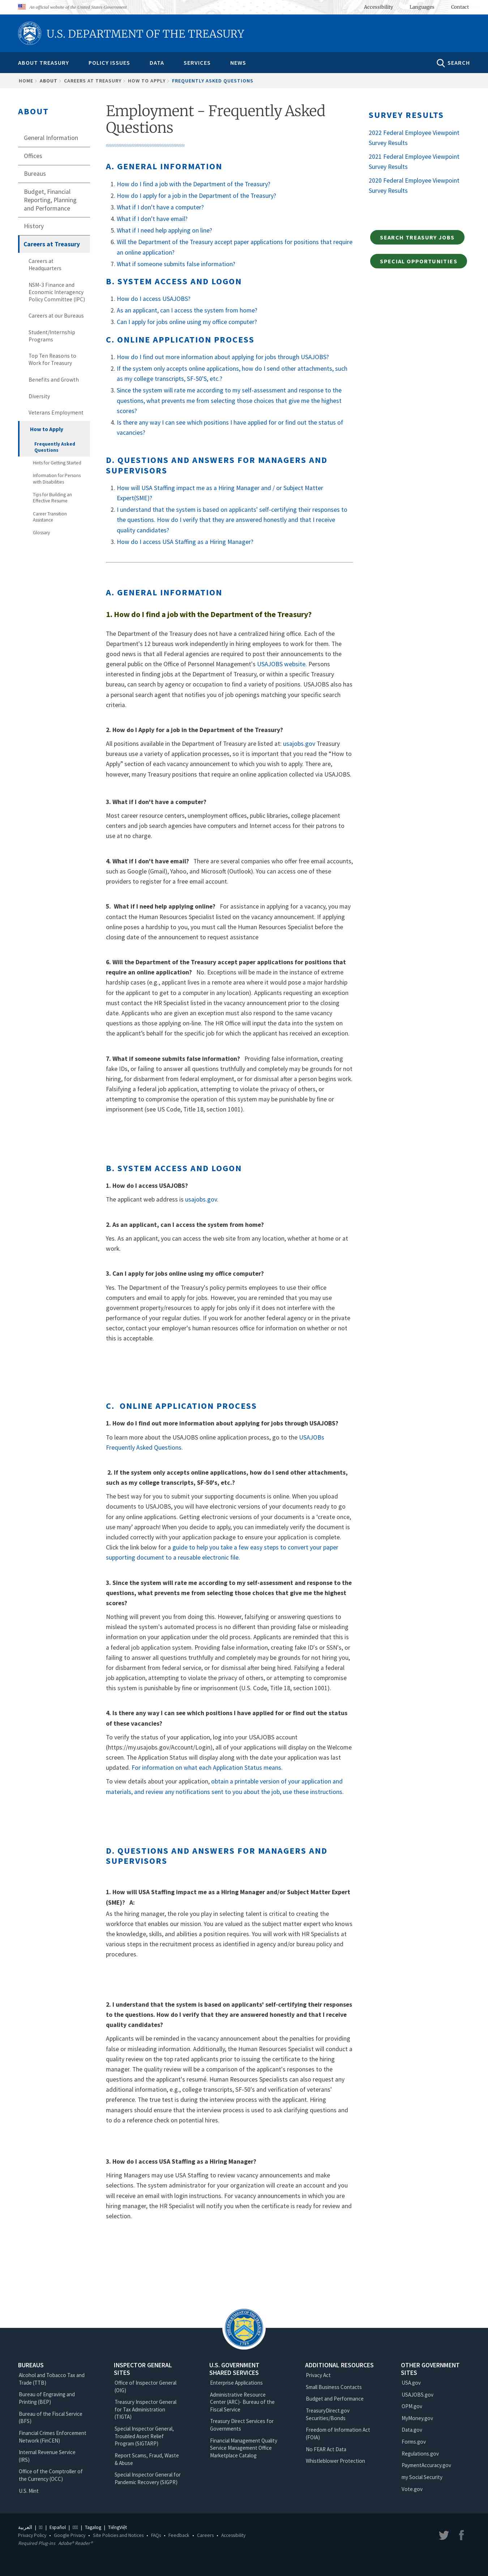 An official website of the United States Government
Accessibility Languages Contact
U.S. DEPARTMENT OF THE TREASURY
ABOUT TREASURY POLICY ISSUES DATA SERVICES NEWS SEARCH
HOME › ABOUT › CAREERS AT TREASURY › HOW TO APPLY › FREQUENTLY ASKED QUESTIONS
ABOUT
General Information
Offices
Bureaus
Budget, Financial
Reporting, Planning
and Performance
History
Careers at Treasury
Careers at
Headquarters
NSM-3 Finance and
Economic Interagency
Policy Committee (IPC)
Careers at our Bureaus
Student/Internship
Programs
Top Ten Reasons to
Work for Treasury
Benefits and Growth
Diversity
Veterans Employment
How to Apply
Frequently Asked
Questions
Hints for Getting Started
Information for Persons
with Disabilities
Tips for Building an
Effective Resume
Career Transition
Assistance
Glossary
Employment - Frequently Asked
Questions
A. GENERAL INFORMATION
1. How do I find a job with the Department of the Treasury?
2. How do I apply for a job in the Department of the Treasury?
3. What if I don't have a computer?
4. What if I don't have email?
5. What if I need help applying on line?
6. Will the Department of the Treasury accept paper applications for positions that require
an online application?
7. What if someone submits false information?
B. SYSTEM ACCESS AND LOGON
1. How do I access USAJOBS?
2. As an applicant, can I access the system from home?
3. Can I apply for jobs online using my office computer?
C. ONLINE APPLICATION PROCESS
1. How do I find out more information about applying for jobs through USAJOBS?
2. If the system only accepts online applications, how do I send other attachments, such
as my college transcripts, SF-50'S, etc.?
3. Since the system will rate me according to my self-assessment and response to the
questions, what prevents me from selecting those choices that give me the highest
scores?
4. Is there any way I can see which positions I have applied for or find out the status of
vacancies?
D. QUESTIONS AND ANSWERS FOR MANAGERS AND
SUPERVISORS
1. How will USA Staffing impact me as a Hiring Manager and / or Subject Matter
Expert(SME)?
2. I understand that the system is based on applicants' self-certifying their responses to
the questions. How do I verify that they are answered honestly and that I receive
quality candidates?
3. How do I access USA Staffing as a Hiring Manager?
SURVEY RESULTS
2022 Federal Employee Viewpoint
Survey Results
2021 Federal Employee Viewpoint
Survey Results
2020 Federal Employee Viewpoint
Survey Results
SEARCH TREASURY JOBS
SPECIAL OPPORTUNITIES
A. GENERAL INFORMATION
1. How do I find a job with the Department of the Treasury?
The Department of the Treasury does not have a centralized hiring office. Each of the
Department's 12 bureaus work independently in hiring employees to work for them. The
good news is that all Federal agencies are required to post their announcements to the
general public on the Office of Personnel Management's USAJOBS website. Persons
interested in finding jobs at the Department of Treasury, or within a specific Treasury
bureau, can search by agency or by occupation to find a variety of positions. USAJOBS also has
a personal search agent that notifies you of job openings matching your specific search
criteria.
2. How do I Apply for a job in the Department of the Treasury?
All positions available in the Department of Treasury are listed at: usajobs.gov Treasury
bureaus use a variety of application processes, so it is important that you read the “How to
Apply” section of each vacancy announcement to which you wish to apply. There are,
however, many Treasury positions that require an online application collected via USAJOBS.
3. What if I don't have a computer?
Most career resource centers, unemployment offices, public libraries, college placement
centers and job search agencies have computers and Internet access for their patrons to
use at no charge.
4. What if I don't have email? There are several companies who offer free email accounts,
such as Google (Gmail), Yahoo, and Microsoft (Outlook). You can access one of these
providers to register for a free email account.
5. What if I need help applying online? For assistance in applying for a vacancy, you may
contact the Human Resources Specialist listed on the vacancy announcement. If applying
online poses a hardship to you, you must call the Human Resources Specialist before the
closing date of the announcement to request assistance
6. Will the Department of the Treasury accept paper applications for positions that
require an online application? No. Exceptions will be made in the instance of extreme
hardship cases (e.g., applicant lives in a remote area where it would pose a major hardship
for the applicant to get to a computer or in any location). Applicants with these situations
must contact the HR Specialist listed in the vacancy announcement prior to the closing
date. Applicants who are given an exception will be asked to provide the same information
as applicants applying on-line. The HR Office will input the data into the system on
the applicant's behalf for the specific job for which the applicant has received an exception.
7. What if someone submits false information? Providing false information, creating
fake IDs, or failing to answer all questions truthfully and completely may be grounds for not
hiring, for disbarment from federal employment, or for dismissal after a person begins work.
Falsifying a federal job application, attempting to violate the privacy of others, or
attempting to compromise the operation of this system may be punishable by fine or
imprisonment (see US Code, Title 18, section 1001).
B. SYSTEM ACCESS AND LOGON
1. How do I access USAJOBS?
The applicant web address is usajobs.gov.
2. As an applicant, can I access the system from home?
Yes. As an applicant, you can access the web site from any location, whether at home or at
work.
3. Can I apply for jobs online using my office computer?
Yes. The Department of the Treasury's policy permits employees to use their office
computers and email to apply for jobs. However, you are reminded that you may use
government property/resources to apply for jobs only if it does not interfere with the
performance of your regular duties. If you work for another federal agency or in the private
sector, contact your employer's human resources office for information on whether or not
this is acceptable.
C. ONLINE APPLICATION PROCESS
1. How do I find out more information about applying for jobs through USAJOBS?
To learn more about the USAJOBS online application process, go to the USAJOBs
Frequently Asked Questions.
2. If the system only accepts online applications, how do I send other attachments,
such as my college transcripts, SF-50's, etc.?
The best way for you to submit your supporting documents is online. When you upload
documents to USAJOBS, you will have electronic versions of your documents ready to go
for any online applications. Getting electronic versions of your documents is a 'create once,
use many' approach! When you decide to apply, you can immediately verify the document is
included correctly with your application package to ensure your application is complete.
Click the link below for a guide to help you take a few easy steps to convert your paper
supporting document to a reusable electronic file.
3. Since the system will rate me according to my self-assessment and response to the
questions, what prevents me from selecting those choices that give me the highest
scores?
Nothing will prevent you from doing this. However, falsifying or answering questions to
mislead the system's automated process is no different than misrepresenting or misleading
information on your application under the old process. Applicants are reminded that this is
a federal job application system. Providing false information, creating fake ID's or SSN's, or
failing to answer all questions truthfully and completely may be grounds for not hiring you,
for disbarment from federal service, or for dismissal after being hired. Falsifying a federal
job application, attempting to violate the privacy of others, or attempting to compromise
this system is punishable by fine or imprisonment (U.S. Code, Title 18, section 1001).
4. Is there any way I can see which positions I have applied for or find out the status
of these vacancies?
To verify the status of your application, log into your USAJOBS account
(https://my.usajobs.gov/Account/Login), all of your applications will display on the Welcome
screen. The Application Status will display along with the date your application was last
updated. For information on what each Application Status means.
To view details about your application, obtain a printable version of your application and
materials, and review any notifications sent to you about the job, use these instructions.
D. QUESTIONS AND ANSWERS FOR MANAGERS AND
SUPERVISORS
1. How will USA Staffing impact me as a Hiring Manager and/or Subject Matter Expert
(SME)? A:
As the hiring manager, the role you play in selecting talent is critical to creating the
workforce that enables our mission. You are valued as the subject matter expert who knows
the knowledge, skills, and abilities a position requires. You will work with HR Specialists at
various steps in the recruitment process as identified in agency and/or bureau policy and
procedures.
2. I understand that the system is based on applicants' self-certifying their responses
to the questions. How do I verify that they are answered honestly and that I receive
quality candidates?
Applicants will be reminded in the vacancy announcement about the penalties for providing
false or misleading information. Additionally, the Human Resources Specialist will conduct a
quality review on the top rated applicants prior to issuing the certificate to the hiring
manager. The quality review will be a comparison of the applicant's responses to the
questions and the applicant's resumé. Human Resources Specialists can also request any
additional information, e.g., college transcripts, SF-50's and verification of veterans'
preference. The true test is during the interview process with the applicant. Hiring
managers should ensure that the interview process is used to ask clarifying questions and
to do a reference check on potential hires.
3. How do I access USA Staffing as a Hiring Manager?
Hiring Managers may use USA Staffing to review vacancy announcements and make
selections. The system administrator for your organization will create an account and you
will receive an email with login instructions. For vacancy announcements in which you are
hiring manager, the HR Specialist will notify you when the certificate is ready for review and
selection.
BUREAUS
Alcohol and Tobacco Tax and
Trade (TTB)
Bureau of Engraving and
Printing (BEP)
Bureau of the Fiscal Service
(BFS)
Financial Crimes Enforcement
Network (FinCEN)
Internal Revenue Service
(IRS)
Office of the Comptroller of
the Currency (OCC)
U.S. Mint
INSPECTOR GENERAL
SITES
Office of Inspector General
(OIG)
Treasury Inspector General
for Tax Administration
(TIGTA)
Special Inspector General,
Troubled Asset Relief
Program (SIGTARP)
Report Scams, Fraud, Waste
& Abuse
Special Inspector General for
Pandemic Recovery (SIGPR)
U.S. GOVERNMENT
SHARED SERVICES
Enterprise Applications
Administrative Resource
Center (ARC)- Bureau of the
Fiscal Service
Treasury Direct Services for
Governments
Financial Management Quality
Service Management Office
Marketplace Catalog
ADDITIONAL RESOURCES
Privacy Act
Small Business Contacts
Budget and Performance
TreasuryDirect.gov
Securities/Bonds
Freedom of Information Act
(FOIA)
No FEAR Act Data
Whistleblower Protection
OTHER GOVERNMENT
SITES
USA.gov
USAJOBS.gov
OPM.gov
MyMoney.gov
Data.gov
Forms.gov
Regulations.gov
PaymentAccuracy.gov
my Social Security
Vote.gov
العربية | | Español | | Tagalog | TiếngViệt
Privacy Policy • Google Privacy • Site Policies and Notices • FAQs • Feedback • Careers • Accessibility
Required Plug-ins Adobe® Reader®